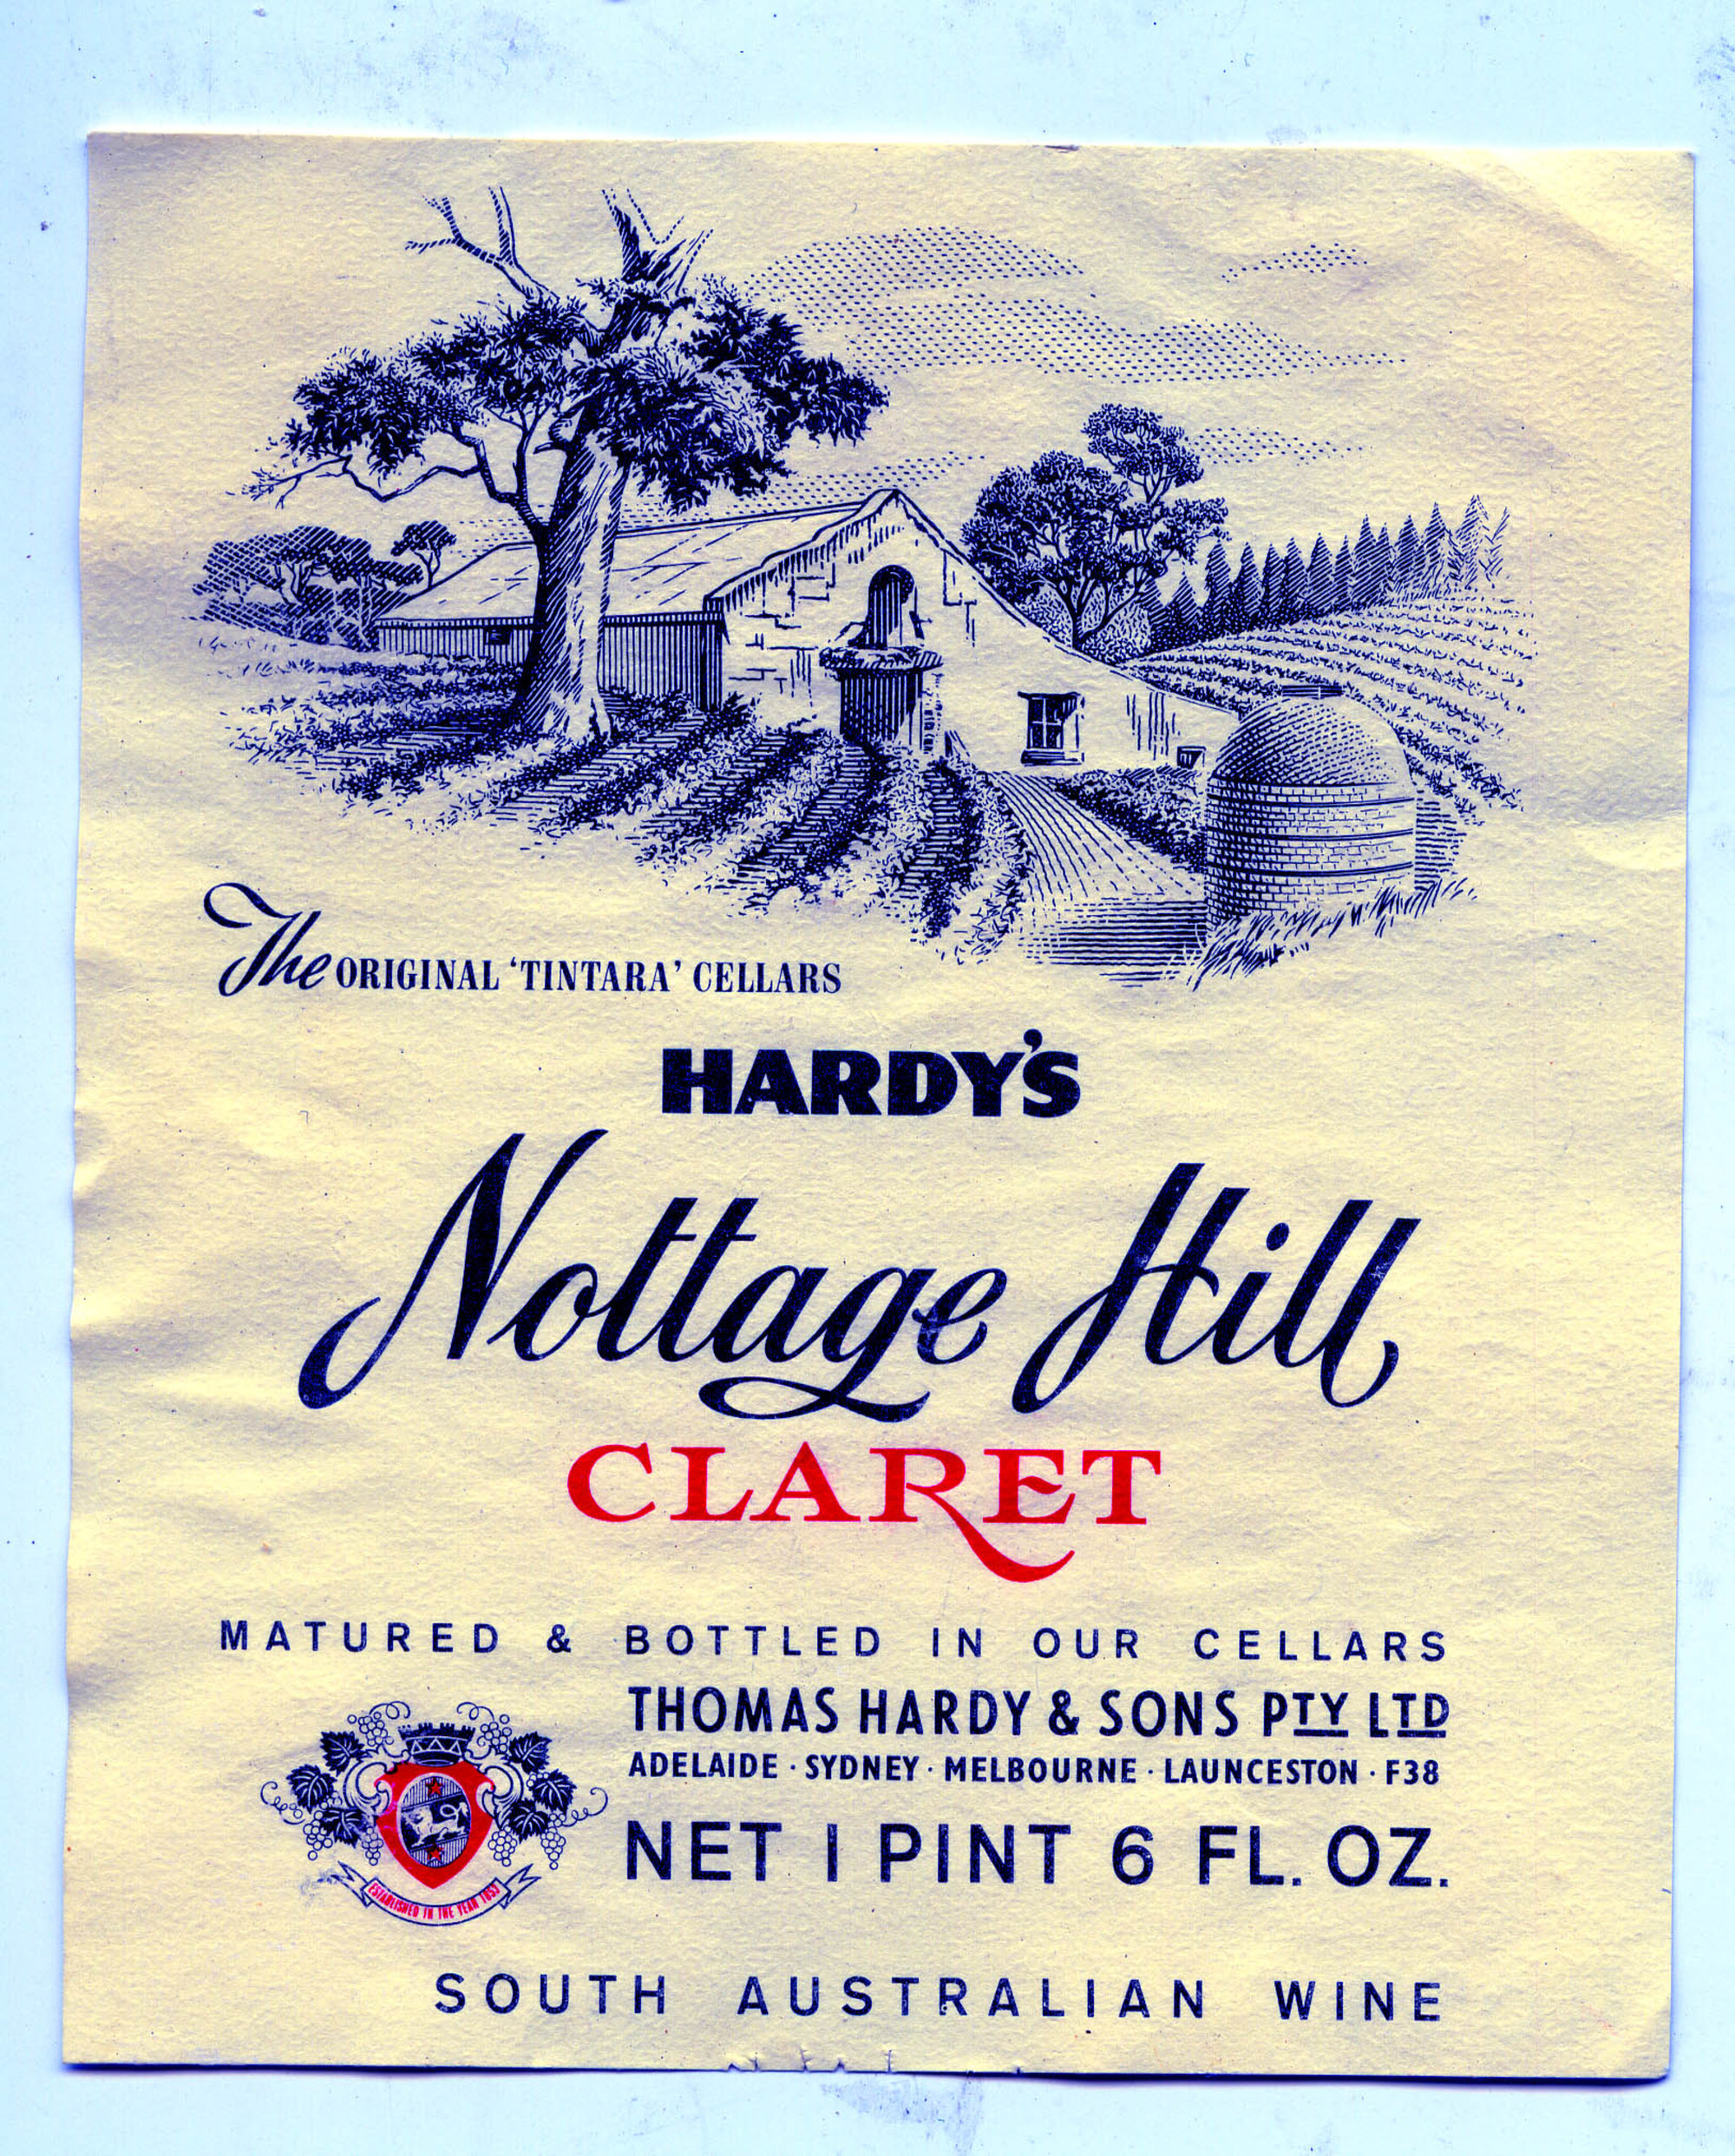 The ORIGINAL 'TINTARA' CELLARS
HARDY'S
Nottage Hill
CLARET
MATURED & BOTTLED IN OUR CELLARS
THOMAS HARDY & SONS PTY LTD
ADELAIDE · SYDNEY · MELBOURNE · LAUNCESTON · F38
NET 1 PINT 6 FL. OZ.
ESTABLISHED IN THE YEAR 1853
SOUTH AUSTRALIAN WINE